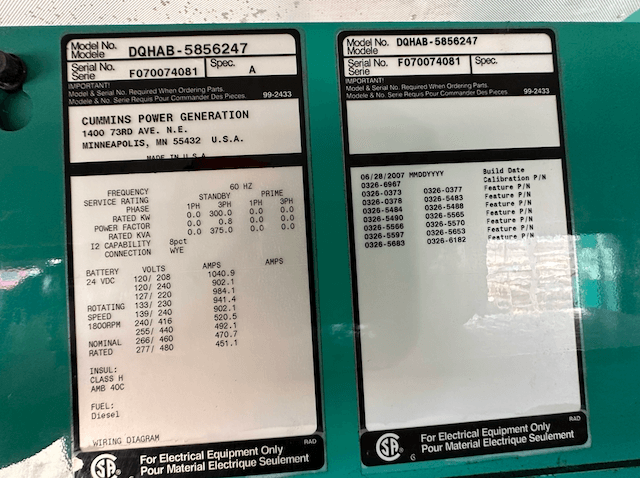 Model No. DQHAB-5856247
Modele
Serial No. F070074081 Spec. A
Serie
IMPORTANT!
Model & Serial No. Required When Ordering Parts.
Modele & No. Serie Requis Pour Commander Des Pieces. 99-2433
CUMMINS POWER GENERATION
1400 73RD AVE. N.E.
MINNEAPOLIS, MN 55432 U.S.A.
MADE IN U.S.A.
FREQUENCY 60 HZ
SERVICE RATING STANDBY PRIME
PHASE 1PH 3PH 1PH 3PH
RATED KW 0.0 300.0 0.0 0.0
POWER FACTOR 0.0 0.8 0.0 0.0
RATED KVA 0.0 375.0 0.0 0.0
I2 CAPABILITY 8pct
CONNECTION WYE
BATTERY VOLTS AMPS AMPS
24 VDC 120/ 208 1040.9
120/ 240 902.1
127/ 220 984.1
ROTATING 133/ 230 941.4
SPEED 139/ 240 902.1
1800RPM 240/ 416 520.5
255/ 440 492.1
NOMINAL 266/ 460 470.7
RATED 277/ 480 451.1
INSUL:
CLASS H
AMB 40C
FUEL:
Diesel
WIRING DIAGRAM
RAD
SA
For Electrical Equipment Only
Pour Material Electrique Seulement
Model No. DQHAB-5856247
Modele
Serial No. F070074081 Spec.
Serie
IMPORTANT!
Model & Serial No. Required When Ordering Parts.
Modele & No. Serie Requis Pour Commander Des Pieces. 99-2433
06/28/2007 MMDDYYYY Build Date
0326-6967 Calibration P/N
0326-0373 0326-0377 Feature P/N
0326-0378 0326-5483 Feature P/N
0326-5484 0326-5488 Feature P/N
0326-5490 0326-5565 Feature P/N
0326-5566 0326-5570 Feature P/N
0326-5597 0326-5653 Feature P/N
0326-5683 0326-6182 Feature P/N
RAD
SA
G
For Electrical Equipment Only
Pour Material Electrique Seulement